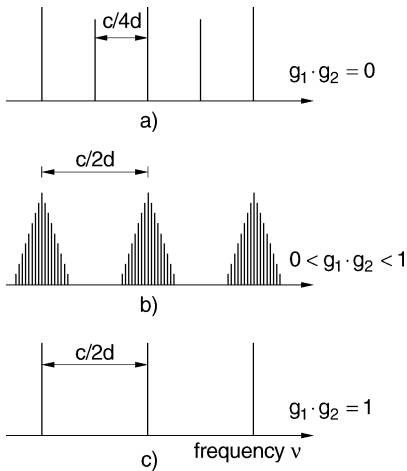 c/4d
g₁·g₂ = 0
a)
c/2d
0 < g₁·g₂ < 1
b)
c/2d
g₁·g₂ = 1
frequency ν
c)